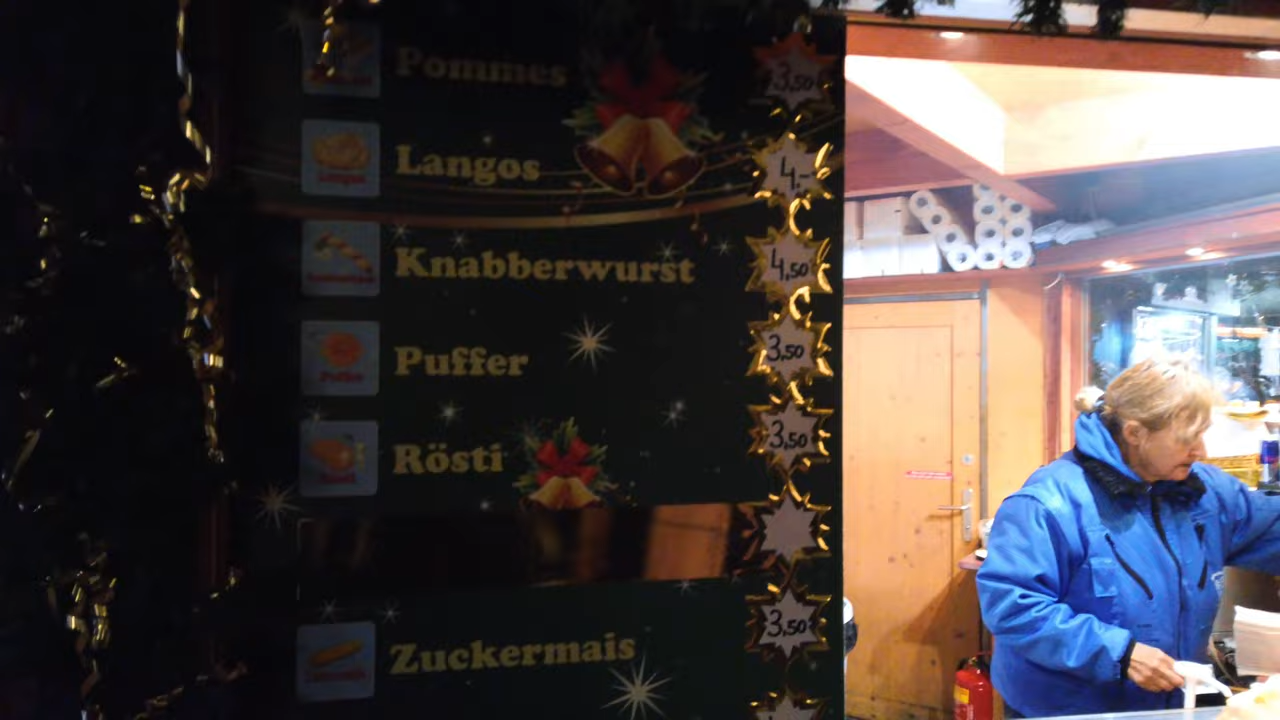 Pommes 3,50
Langos 4.-
Knabberwurst 4,50
Puffer 3,50
Rösti 3,50
Zuckermais 3,50